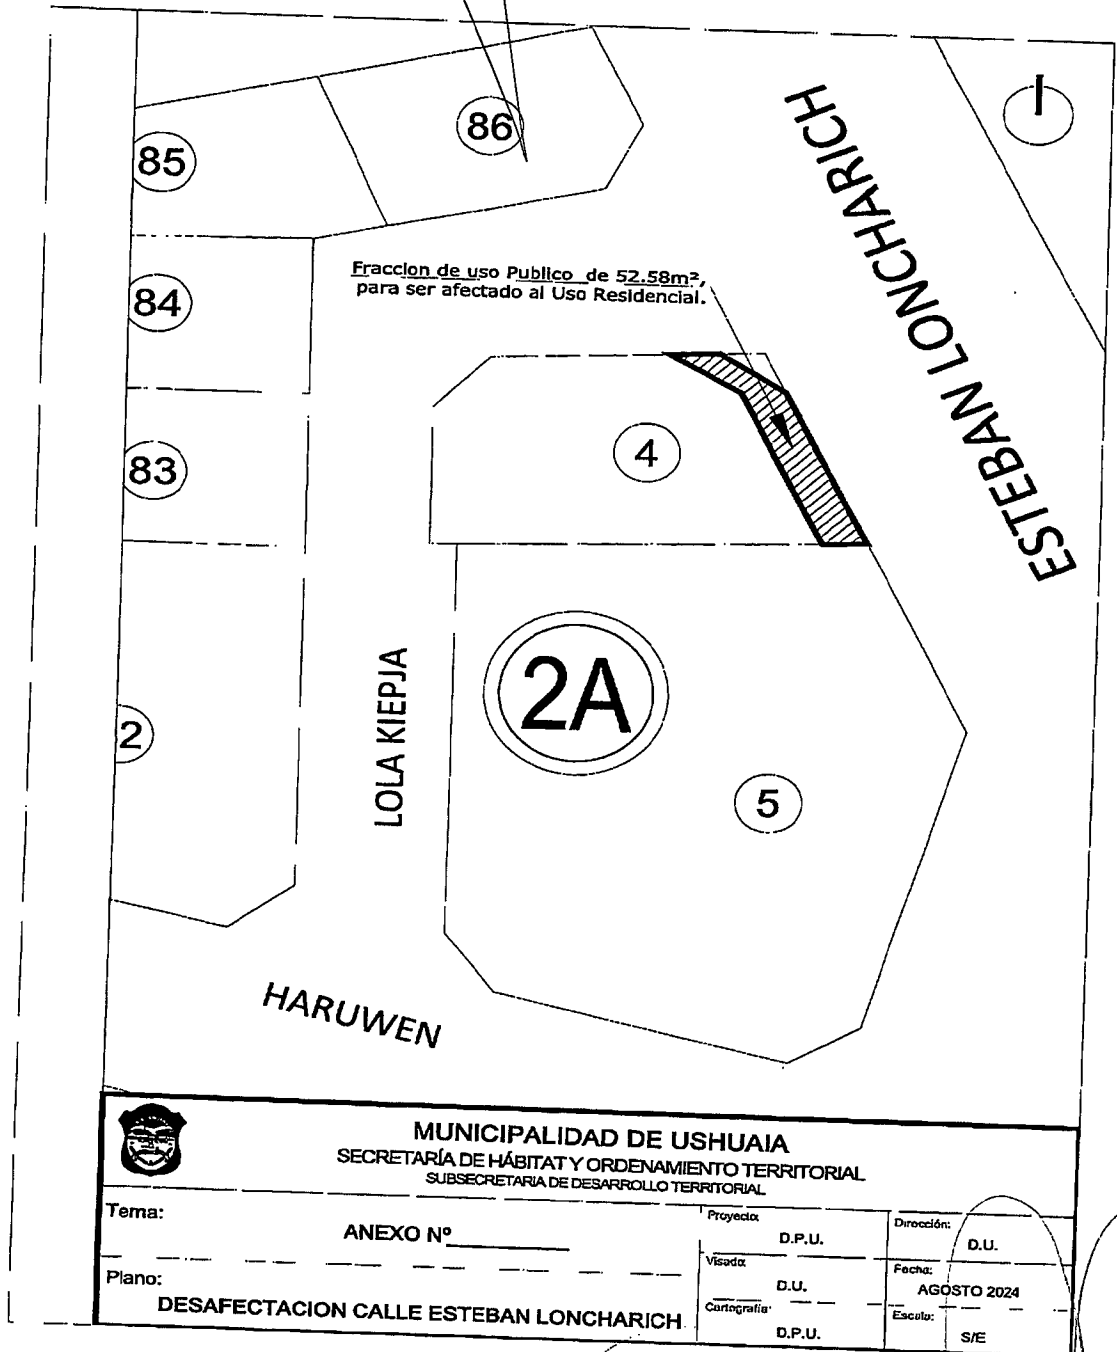 86
85
ESTEBAN LONCHARICH
Fraccion de uso Publico de 52.58m²,
para ser afectado al Uso Residencial.
84
4
83
2A
LOLA KIEPJA
2
5
HARUWEN
MUNICIPALIDAD DE USHUAIA
SECRETARÍA DE HÁBITAT Y ORDENAMIENTO TERRITORIAL
SUBSECRETARIA DE DESARROLLO TERRITORIAL
Tema:
ANEXO Nº
Plano:
DESAFECTACION CALLE ESTEBAN LONCHARICH
Proyecto:
D.P.U.
Dirección:
D.U.
Visado:
D.U.
Fecha:
AGOSTO 2024
Cartografía:
D.P.U.
Escala:
S/E